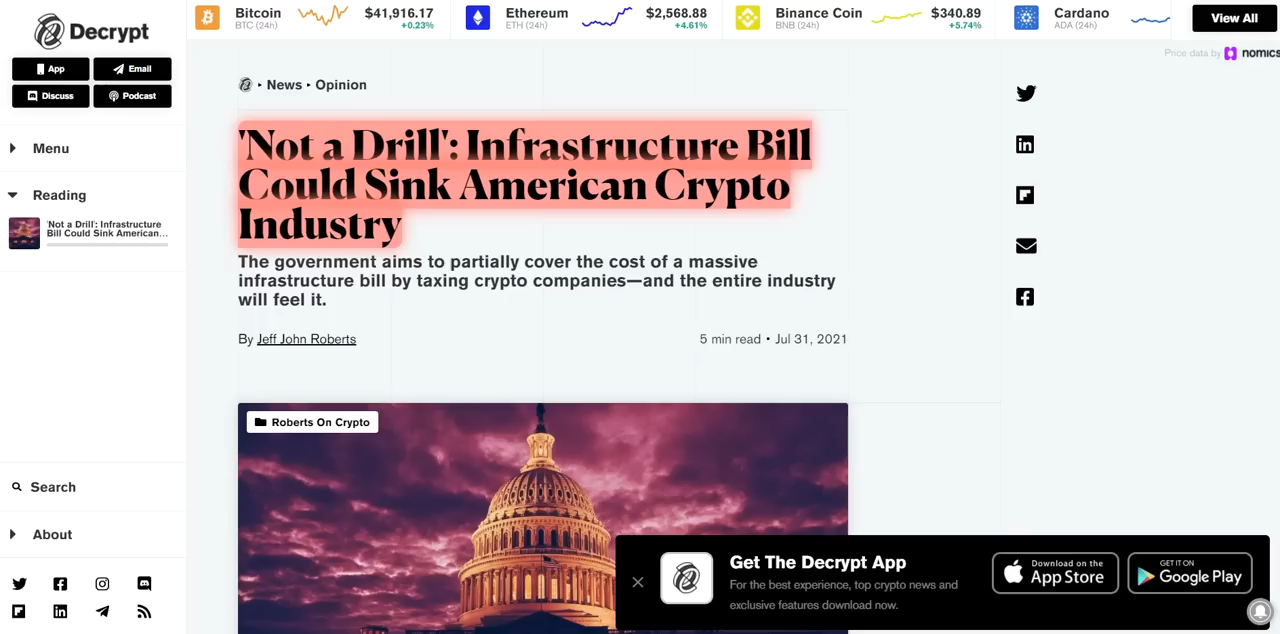 Decrypt
App
Email
Discuss
Podcast
Menu
Reading
'Not a Drill': Infrastructure
Bill Could Sink American...
Search
About
Bitcoin
BTC (24h)
$41,916.17
+0.23%
Ethereum
ETH (24h)
$2,568.88
+4.61%
Binance Coin
BNB (24h)
$340.89
+5.74%
Cardano
ADA (24h)
View All
Price data by nomics
News ▸ Opinion
'Not a Drill': Infrastructure Bill
Could Sink American Crypto
Industry
The government aims to partially cover the cost of a massive
infrastructure bill by taxing crypto companies—and the entire industry
will feel it.
By Jeff John Roberts
5 min read • Jul 31, 2021
Roberts On Crypto
Get The Decrypt App
For the best experience, top crypto news and
exclusive features download now.
Download on the
App Store
GET IT ON
Google Play